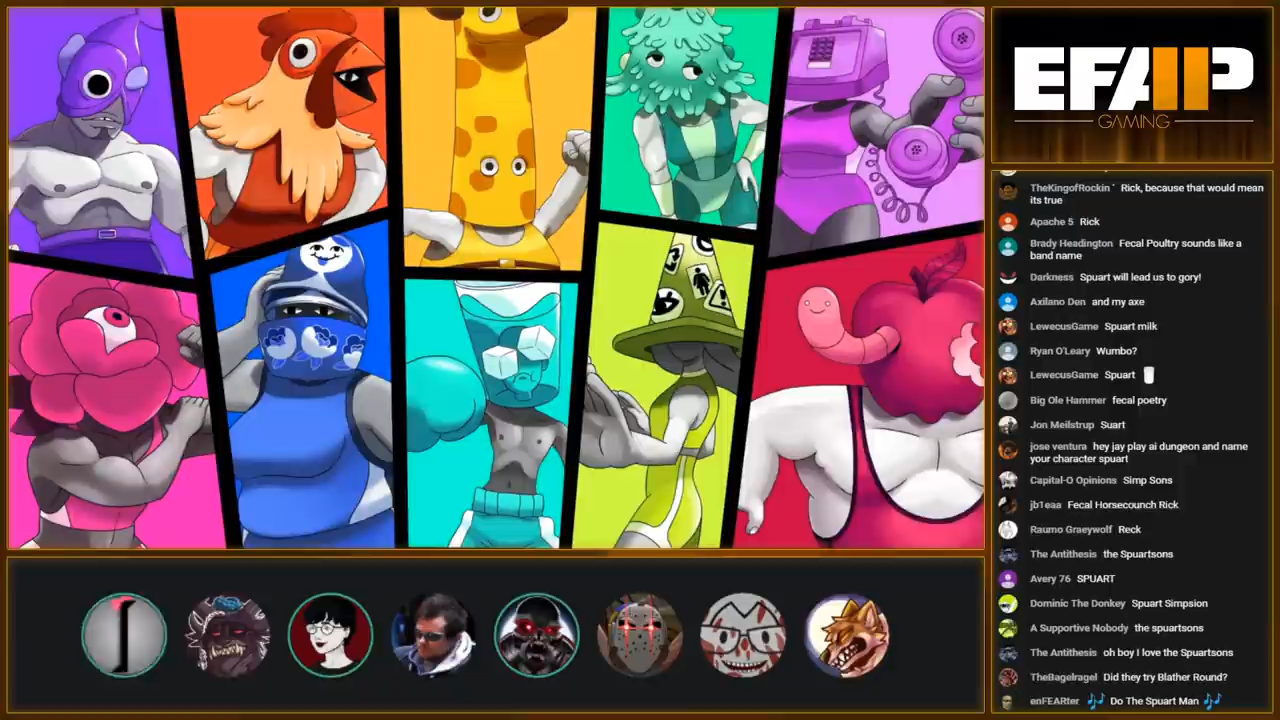 EFAP
GAMING
TheKingofRockin ' Rick, because that would mean
its true
Apache 5 Rick
Brady Headington Fecal Poultry sounds like a
band name
Darkness Spuart will lead us to gory!
Axilano Den and my axe
LewecusGame Spuart milk
Ryan O'Leary Wumbo?
LewecusGame Spuart 🥛
Big Ole Hammer fecal poetry
Jon Meilstrup Suart
jose ventura hey jay play ai dungeon and name
your character spuart
Capital-O Opinions Simp Sons
jb1eaa Fecal Horsecounch Rick
Raumo Graeywolf Reck
The Antithesis the Spuartsons
Avery 76 SPUART
Dominic The Donkey Spuart Simpsion
A Supportive Nobody the spuartsons
The Antithesis oh boy I love the Spuartsons
TheBagelragel Did they try Blather Round?
enFEARter 🎶 Do The Spuart Man 🎶